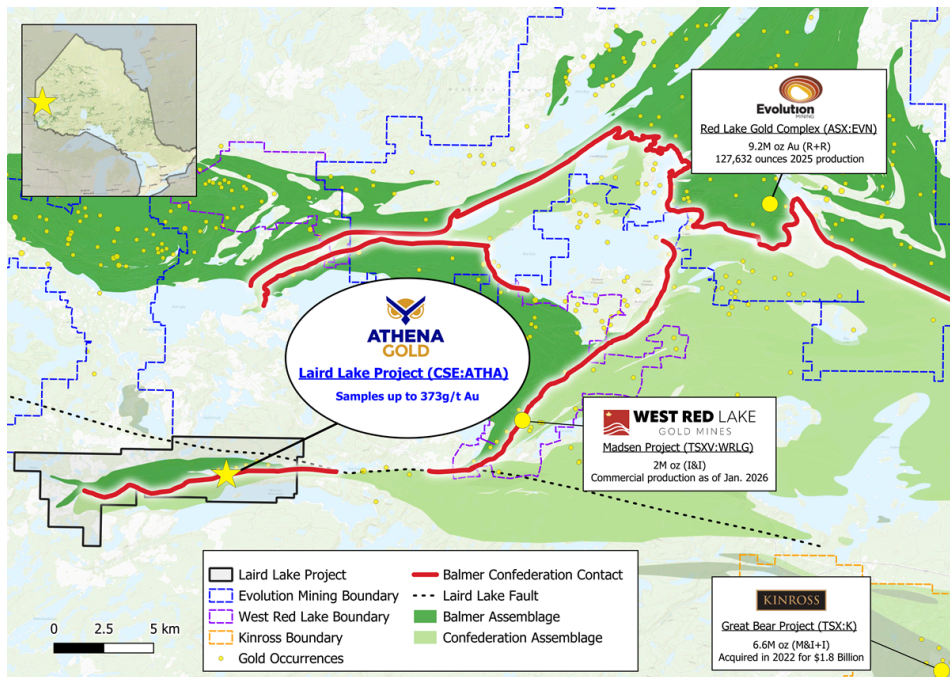 Evolution
MINING
Red Lake Gold Complex (ASX:EVN)
9.2M oz Au (R+R)
127,632 ounces 2025 production
ATHENA
GOLD
Laird Lake Project (CSE:ATHA)
Samples up to 373g/t Au
WEST RED LAKE
GOLD MINES
Madsen Project (TSXV:WRLG)
2M oz (I&I)
Commercial production as of Jan. 2026
KINROSS
Great Bear Project (TSX:K)
6.6M oz (M&I+I)
Acquired in 2022 for $1.8 Billion
Laird Lake Project
Evolution Mining Boundary
West Red Lake Boundary
Kinross Boundary
Gold Occurrences
Balmer Confederation Contact
Laird Lake Fault
Balmer Assemblage
Confederation Assemblage
0 2.5 5 km